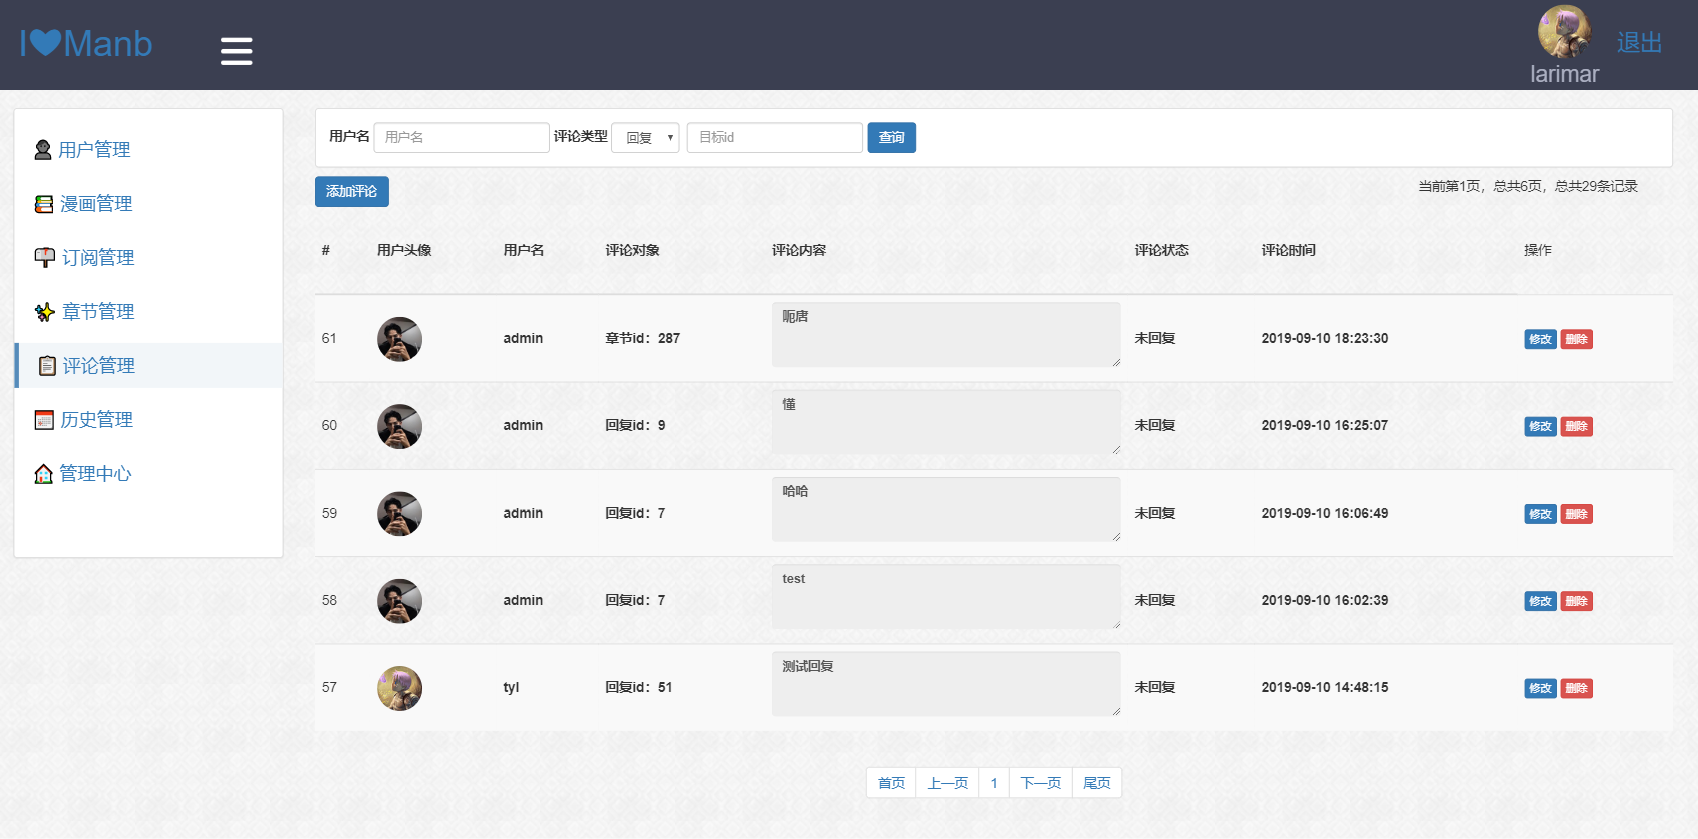 I❤Manb
larimar
退出
用户管理
漫画管理
订阅管理
章节管理
评论管理
历史管理
管理中心
用户名 用户名 评论类型 回复 目标id 查询
添加评论
当前第1页，总共6页，总共29条记录
# 用户头像 用户名 评论对象 评论内容 评论状态 评论时间 操作
61 admin 章节id：287 呃唐 未回复 2019-09-10 18:23:30 修改 删除
60 admin 回复id：9 懂 未回复 2019-09-10 16:25:07 修改 删除
59 admin 回复id：7 哈哈 未回复 2019-09-10 16:06:49 修改 删除
58 admin 回复id：7 test 未回复 2019-09-10 16:02:39 修改 删除
57 tyl 回复id：51 测试回复 未回复 2019-09-10 14:48:15 修改 删除
首页 上一页 1 下一页 尾页